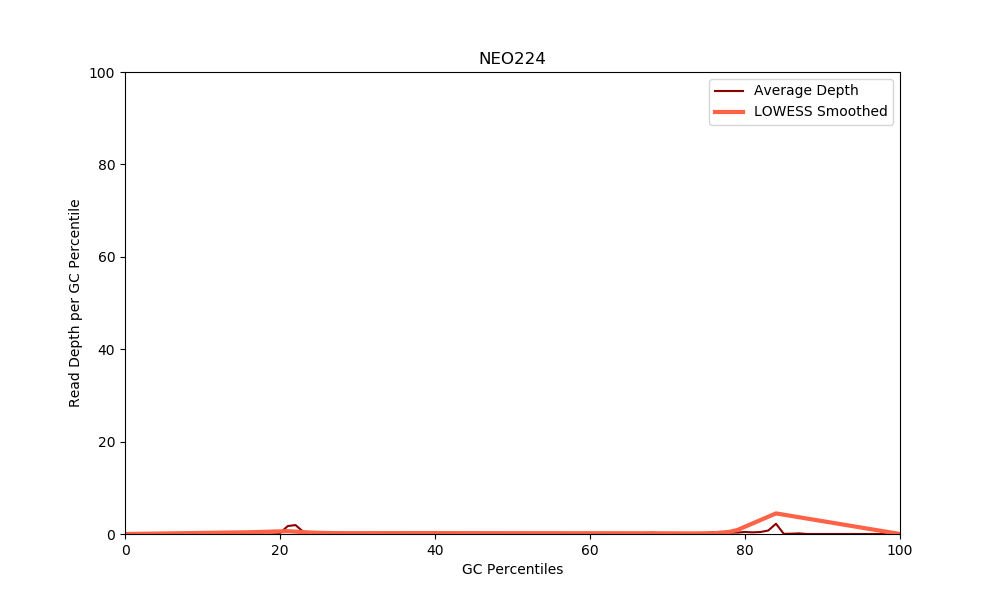 NEO224
Average Depth
LOWESS Smoothed
100
80
60
40
20
0
Read Depth per GC Percentile
0 20 40 60 80 100
GC Percentiles